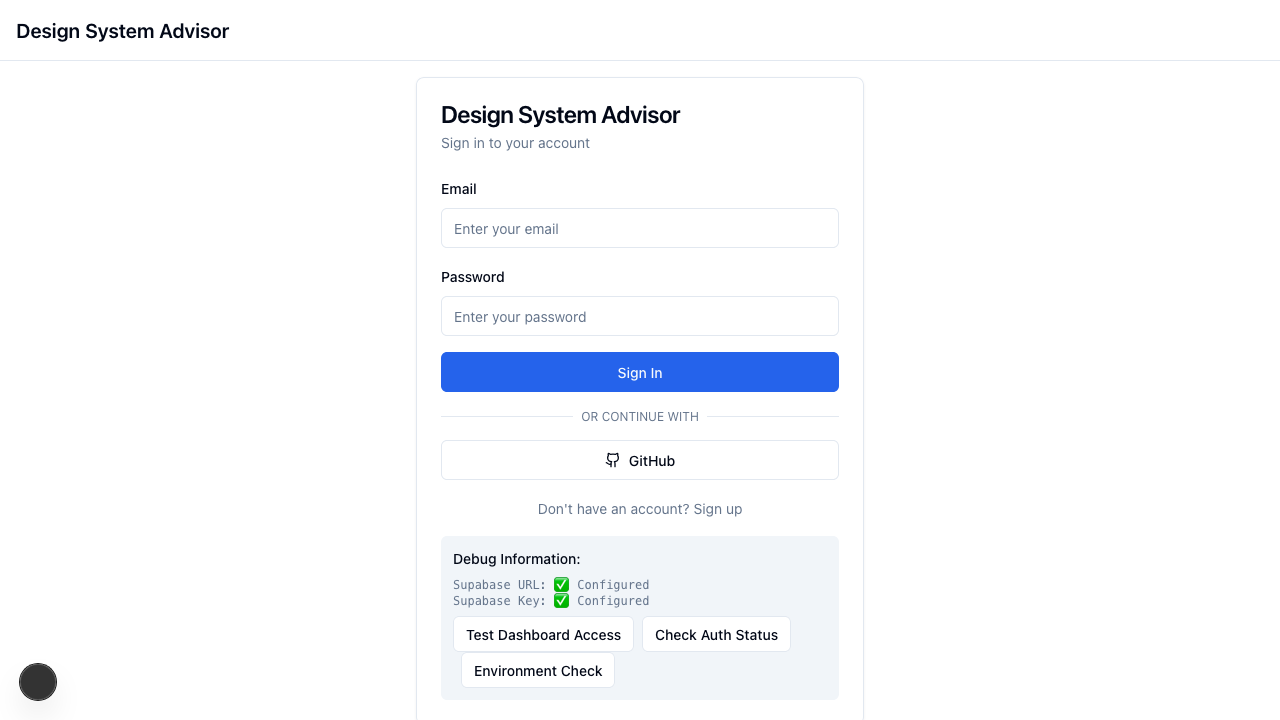 Design System Advisor
Design System Advisor
Sign in to your account
Email
Enter your email
Password
Enter your password
Sign In
OR CONTINUE WITH
GitHub
Don't have an account? Sign up
Debug Information:
Supabase URL: ✅ Configured
Supabase Key: ✅ Configured
Test Dashboard Access Check Auth Status
Environment Check